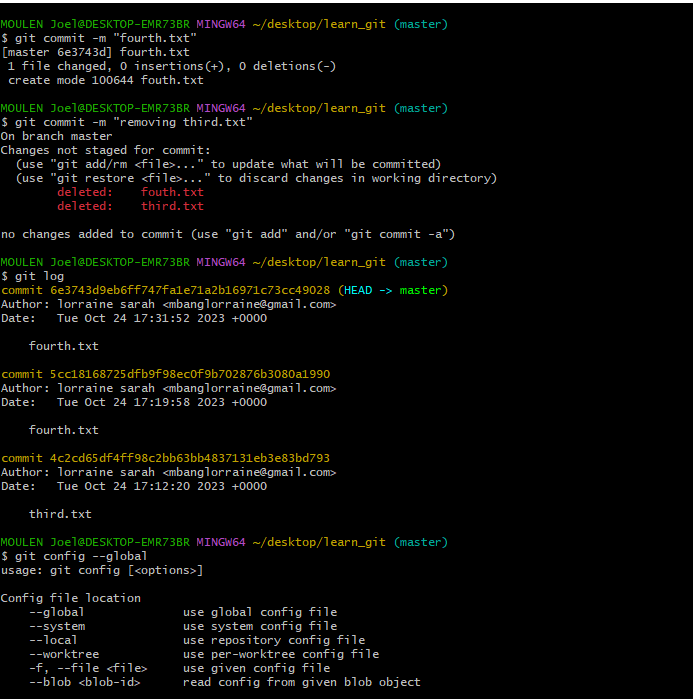 MOULEN Joel@DESKTOP-EMR73BR MINGW64 ~/desktop/learn_git (master)
$ git commit -m "fourth.txt"
[master 6e3743d] fourth.txt
 1 file changed, 0 insertions(+), 0 deletions(-)
 create mode 100644 fouth.txt

MOULEN Joel@DESKTOP-EMR73BR MINGW64 ~/desktop/learn_git (master)
$ git commit -m "removing third.txt"
On branch master
Changes not staged for commit:
  (use "git add/rm <file>..." to update what will be committed)
  (use "git restore <file>..." to discard changes in working directory)
        deleted:    fouth.txt
        deleted:    third.txt

no changes added to commit (use "git add" and/or "git commit -a")

MOULEN Joel@DESKTOP-EMR73BR MINGW64 ~/desktop/learn_git (master)
$ git log
commit 6e3743d9eb6ff747fa1e71a2b16971c73cc49028 (HEAD -> master)
Author: lorraine sarah <mbanglorraine@gmail.com>
Date:   Tue Oct 24 17:31:52 2023 +0000

    fourth.txt

commit 5cc18168725dfb9f98ec0f9b702876b3080a1990
Author: lorraine sarah <mbanglorraine@gmail.com>
Date:   Tue Oct 24 17:19:58 2023 +0000

    fourth.txt

commit 4c2cd65df4ff98c2bb63bb4837131eb3e83bd793
Author: lorraine sarah <mbanglorraine@gmail.com>
Date:   Tue Oct 24 17:12:20 2023 +0000

    third.txt

MOULEN Joel@DESKTOP-EMR73BR MINGW64 ~/desktop/learn_git (master)
$ git config --global
usage: git config [<options>]

Config file location
    --global              use global config file
    --system              use system config file
    --local               use repository config file
    --worktree            use per-worktree config file
    -f, --file <file>     use given config file
    --blob <blob-id>      read config from given blob object